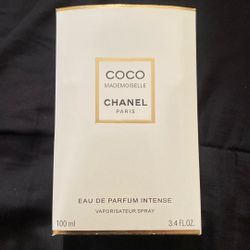 COCO
MADEMOISELLE
CHANEL
PARIS
EAU DE PARFUM INTENSE
VAPORISATEUR SPRAY
100 ml 3.4 FL.OZ.